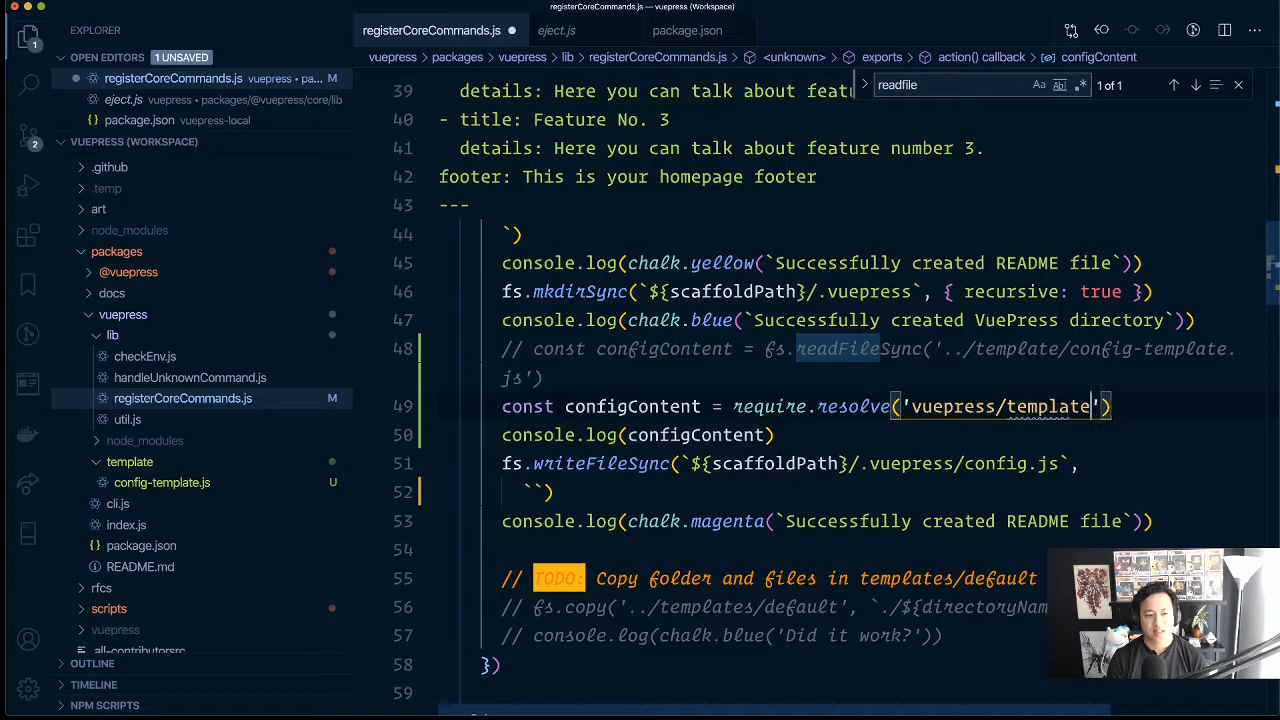 registerCoreCommands.js — vuepress (Workspace)
EXPLORER
OPEN EDITORS 1 UNSAVED
registerCoreCommands.js vuepress • pa... M
eject.js vuepress • packages/@vuepress/core/lib
package.json vuepress-local
VUEPRESS (WORKSPACE)
.github
.temp
art
node_modules
packages
@vuepress
docs
vuepress
lib
checkEnv.js
handleUnknownCommand.js
registerCoreCommands.js M
util.js
node_modules
template
config-template.js U
cli.js
index.js
package.json
README.md
rfcs
scripts
vuepress
.all-contributorsrc
OUTLINE
TIMELINE
NPM SCRIPTS
1
2
registerCoreCommands.js
eject.js
package.json
vuepress > packages > vuepress > lib > registerCoreCommands.js > <unknown> > exports > action() callback > configContent
readfile
Aa
1 of 1
39 details: Here you can talk about featu
40 - title: Feature No. 3
41 details: Here you can talk about feature number 3.
42 footer: This is your homepage footer
43 ---
44 `)
45 console.log(chalk.yellow(`Successfully created README file`))
46 fs.mkdirSync(`${scaffoldPath}/.vuepress`, { recursive: true })
47 console.log(chalk.blue(`Successfully created VuePress directory`))
48 // const configContent = fs.readFileSync('../template/config-template.
js')
49 const configContent = require.resolve('vuepress/template')
50 console.log(configContent)
51 fs.writeFileSync(`${scaffoldPath}/.vuepress/config.js`,
52 ``)
53 console.log(chalk.magenta(`Successfully created README file`))
54
55 // TODO: Copy folder and files in templates/default
56 // fs.copy('../templates/default', `./${directoryNam
57 // console.log(chalk.blue('Did it work?'))
58 })
59